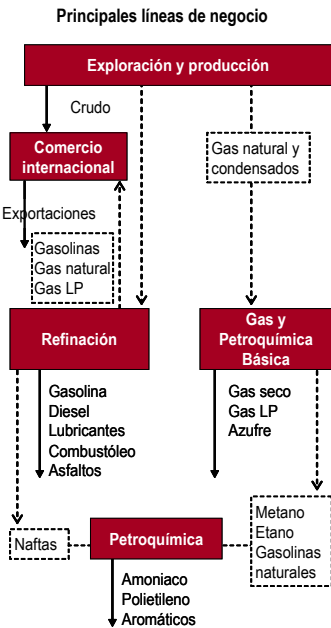 Principales líneas de negocio
Exploración y producción
Crudo
Comercio
internacional
Gas natural y
condensados
Exportaciones
Gasolinas
Gas natural
Gas LP
Refinación
Gas y
Petroquímica
Básica
Gasolina
Diesel
Lubricantes
Combustóleo
Asfaltos
Gas seco
Gas LP
Azufre
Naftas
Petroquímica
Metano
Etano
Gasolinas
naturales
Amoniaco
Polietileno
Aromáticos